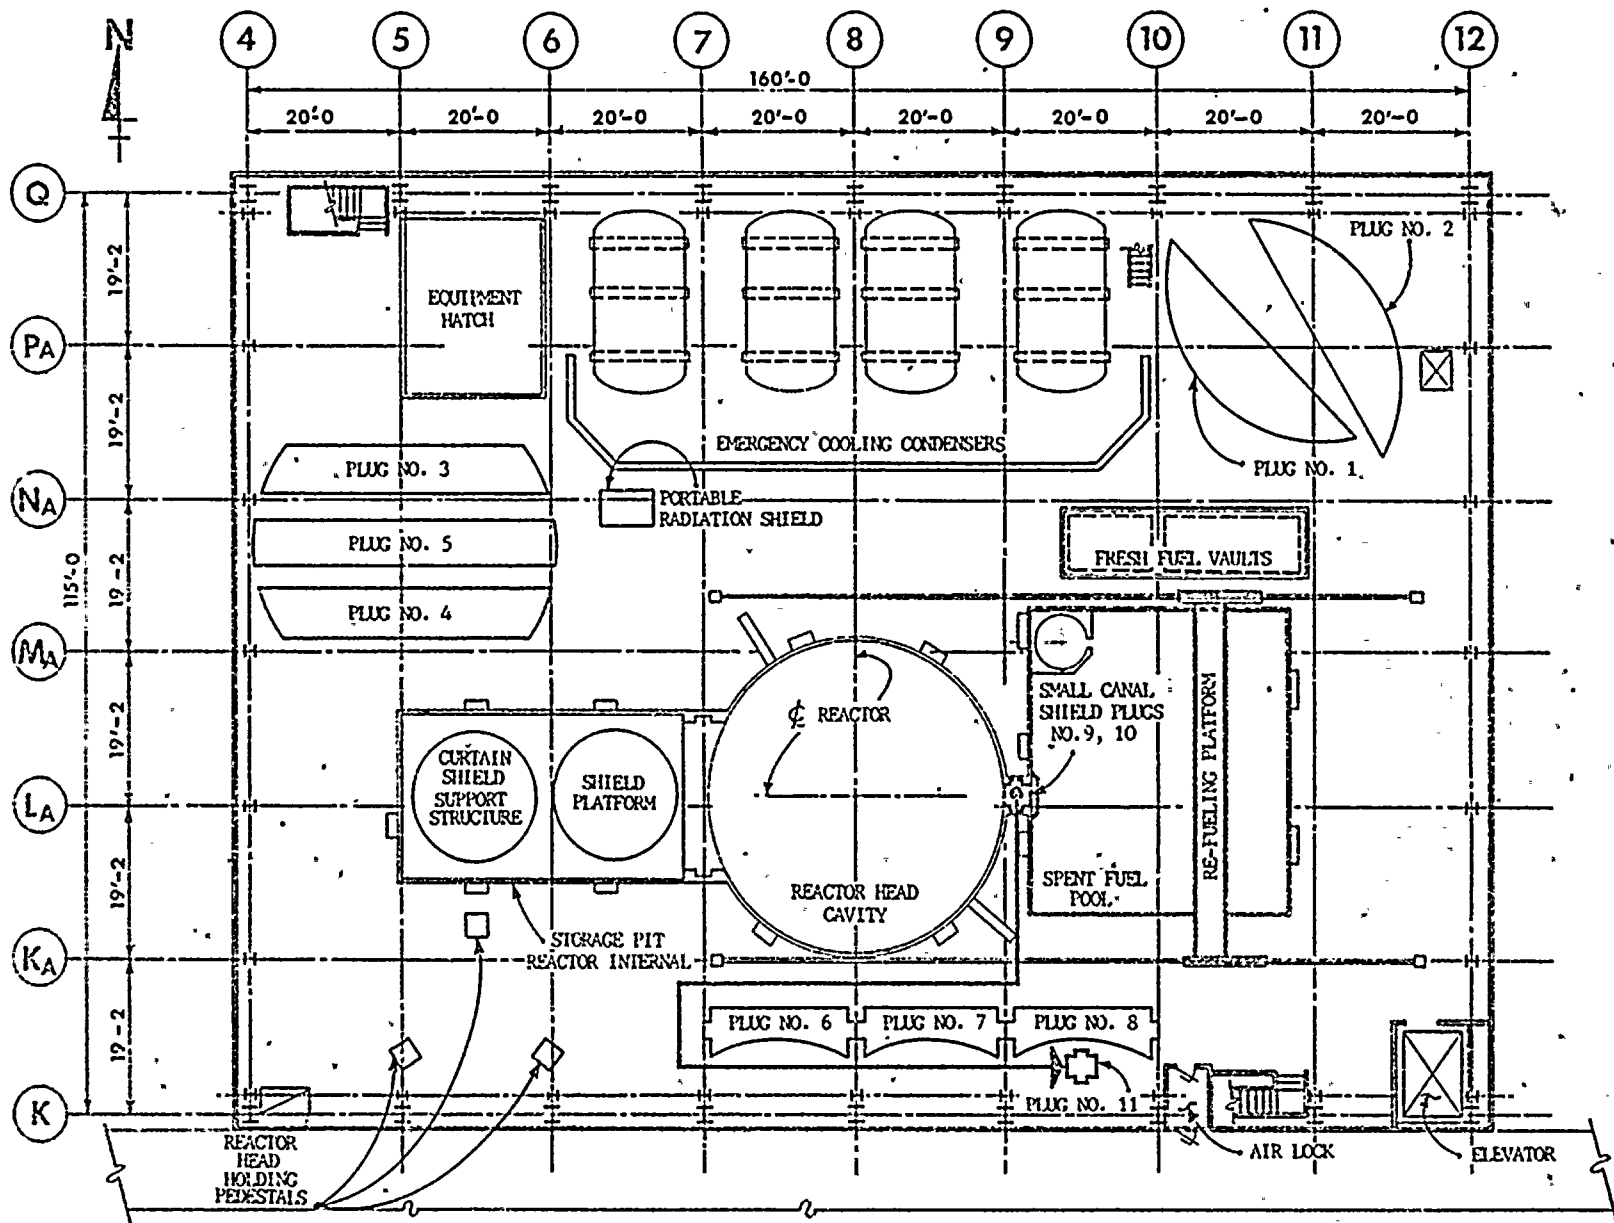 N
4 5 6 7 8 9 10 11 12
160'-0
20'-0 20'-0 20'-0 20'-0 20'-0 20'-0 20'-0 20'-0
Q
PA
NA
MA
LA
KA
K
115'-0
19'-2
19'-2
19'-2
19'-2
19'-2
19'-2
EQUIPMENT
HATCH
PLUG NO. 2
PLUG NO. 1
EMERGENCY COOLING CONDENSERS
PLUG NO. 3
PORTABLE
RADIATION SHIELD
PLUG NO. 5
FRESH FUEL VAULTS
PLUG NO. 4
SMALL CANAL
SHIELD PLUGS
NO.9, 10
RE-FUELING PLATFORM
℄ REACTOR
CURTAIN
SHIELD
SUPPORT
STRUCTURE
SHIELD
PLATFORM
REACTOR HEAD
CAVITY
SPENT FUEL
POOL
STORAGE PIT
REACTOR INTERNAL
PLUG NO. 6
PLUG NO. 7
PLUG NO. 8
PLUG NO. 11
REACTOR
HEAD
HOLDING
PEDESTALS
AIR LOCK
ELEVATOR